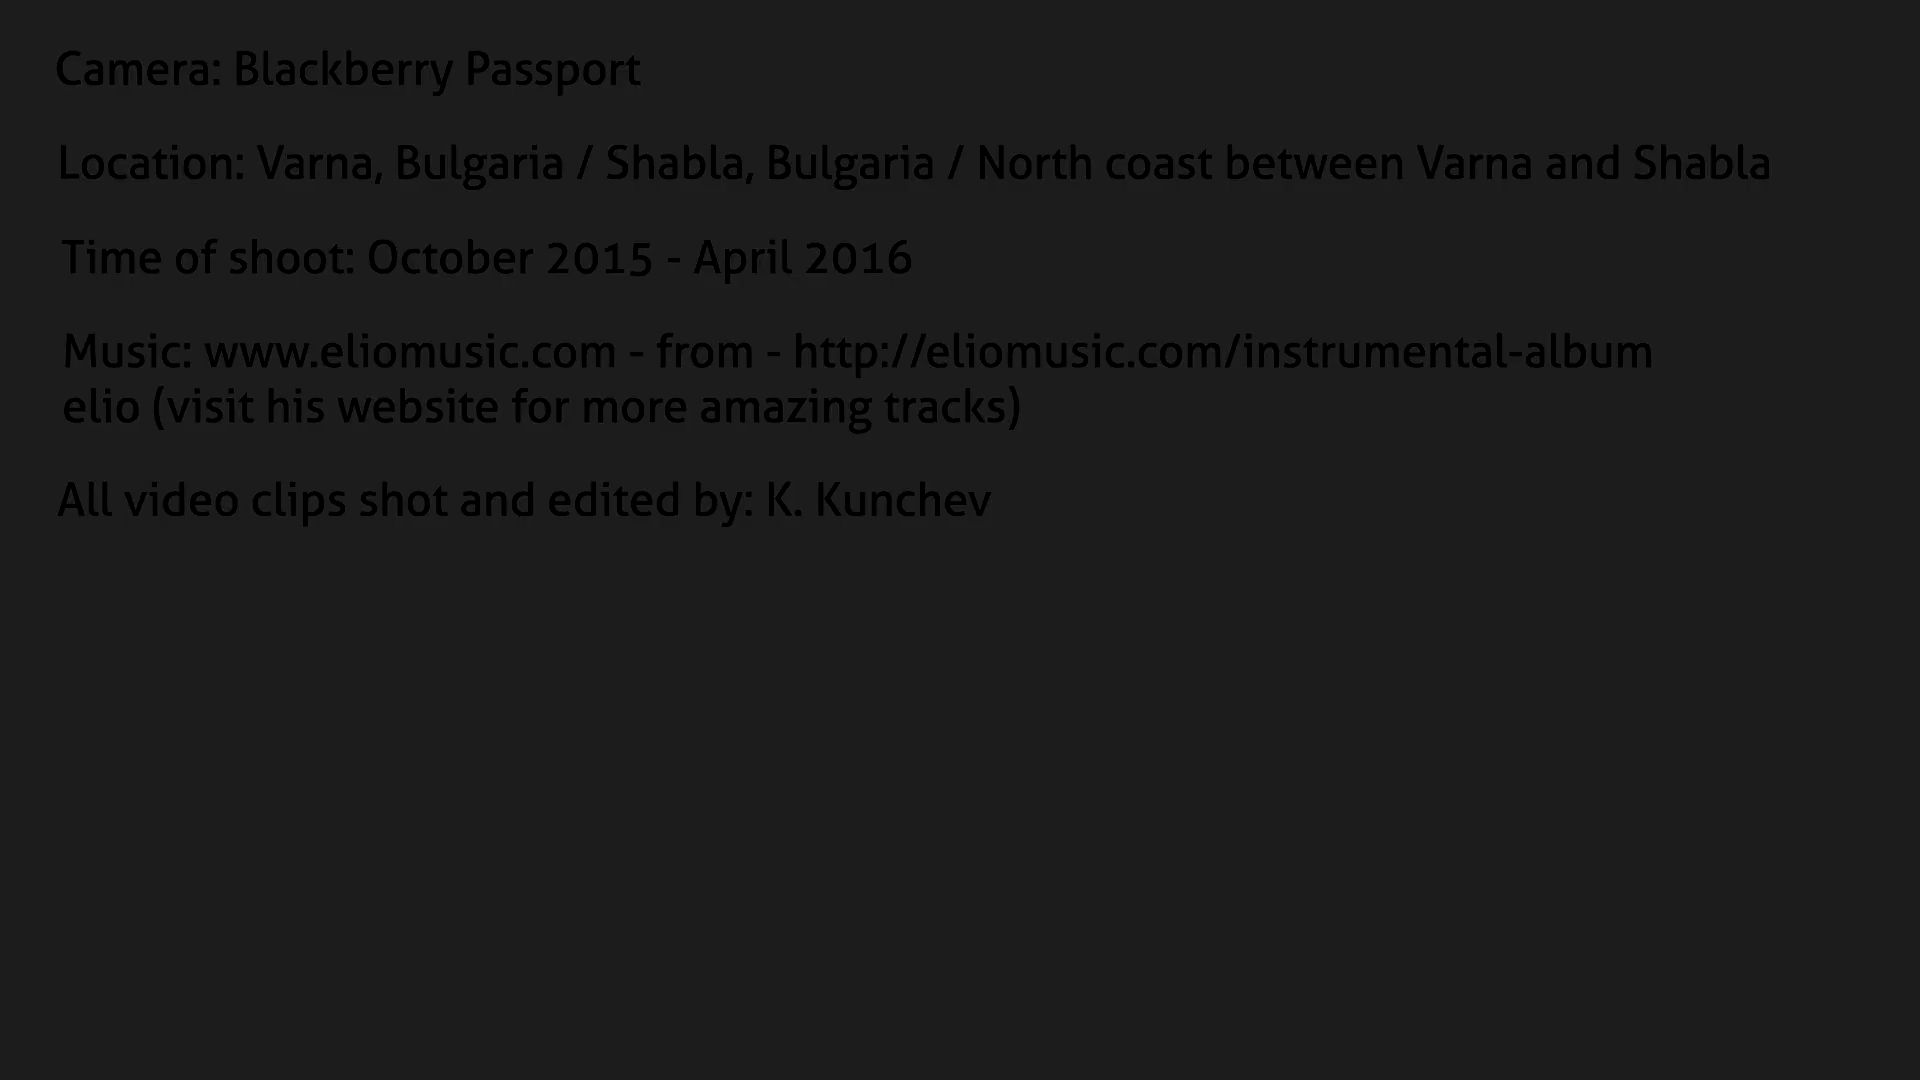 Camera: Blackberry Passport
Location: Varna, Bulgaria / Shabla, Bulgaria / North coast between Varna and Shabla
Time of shoot: October 2015 - April 2016
Music: www.eliomusic.com - from - http://eliomusic.com/instrumental-album
elio (visit his website for more amazing tracks)
All video clips shot and edited by: K. Kunchev